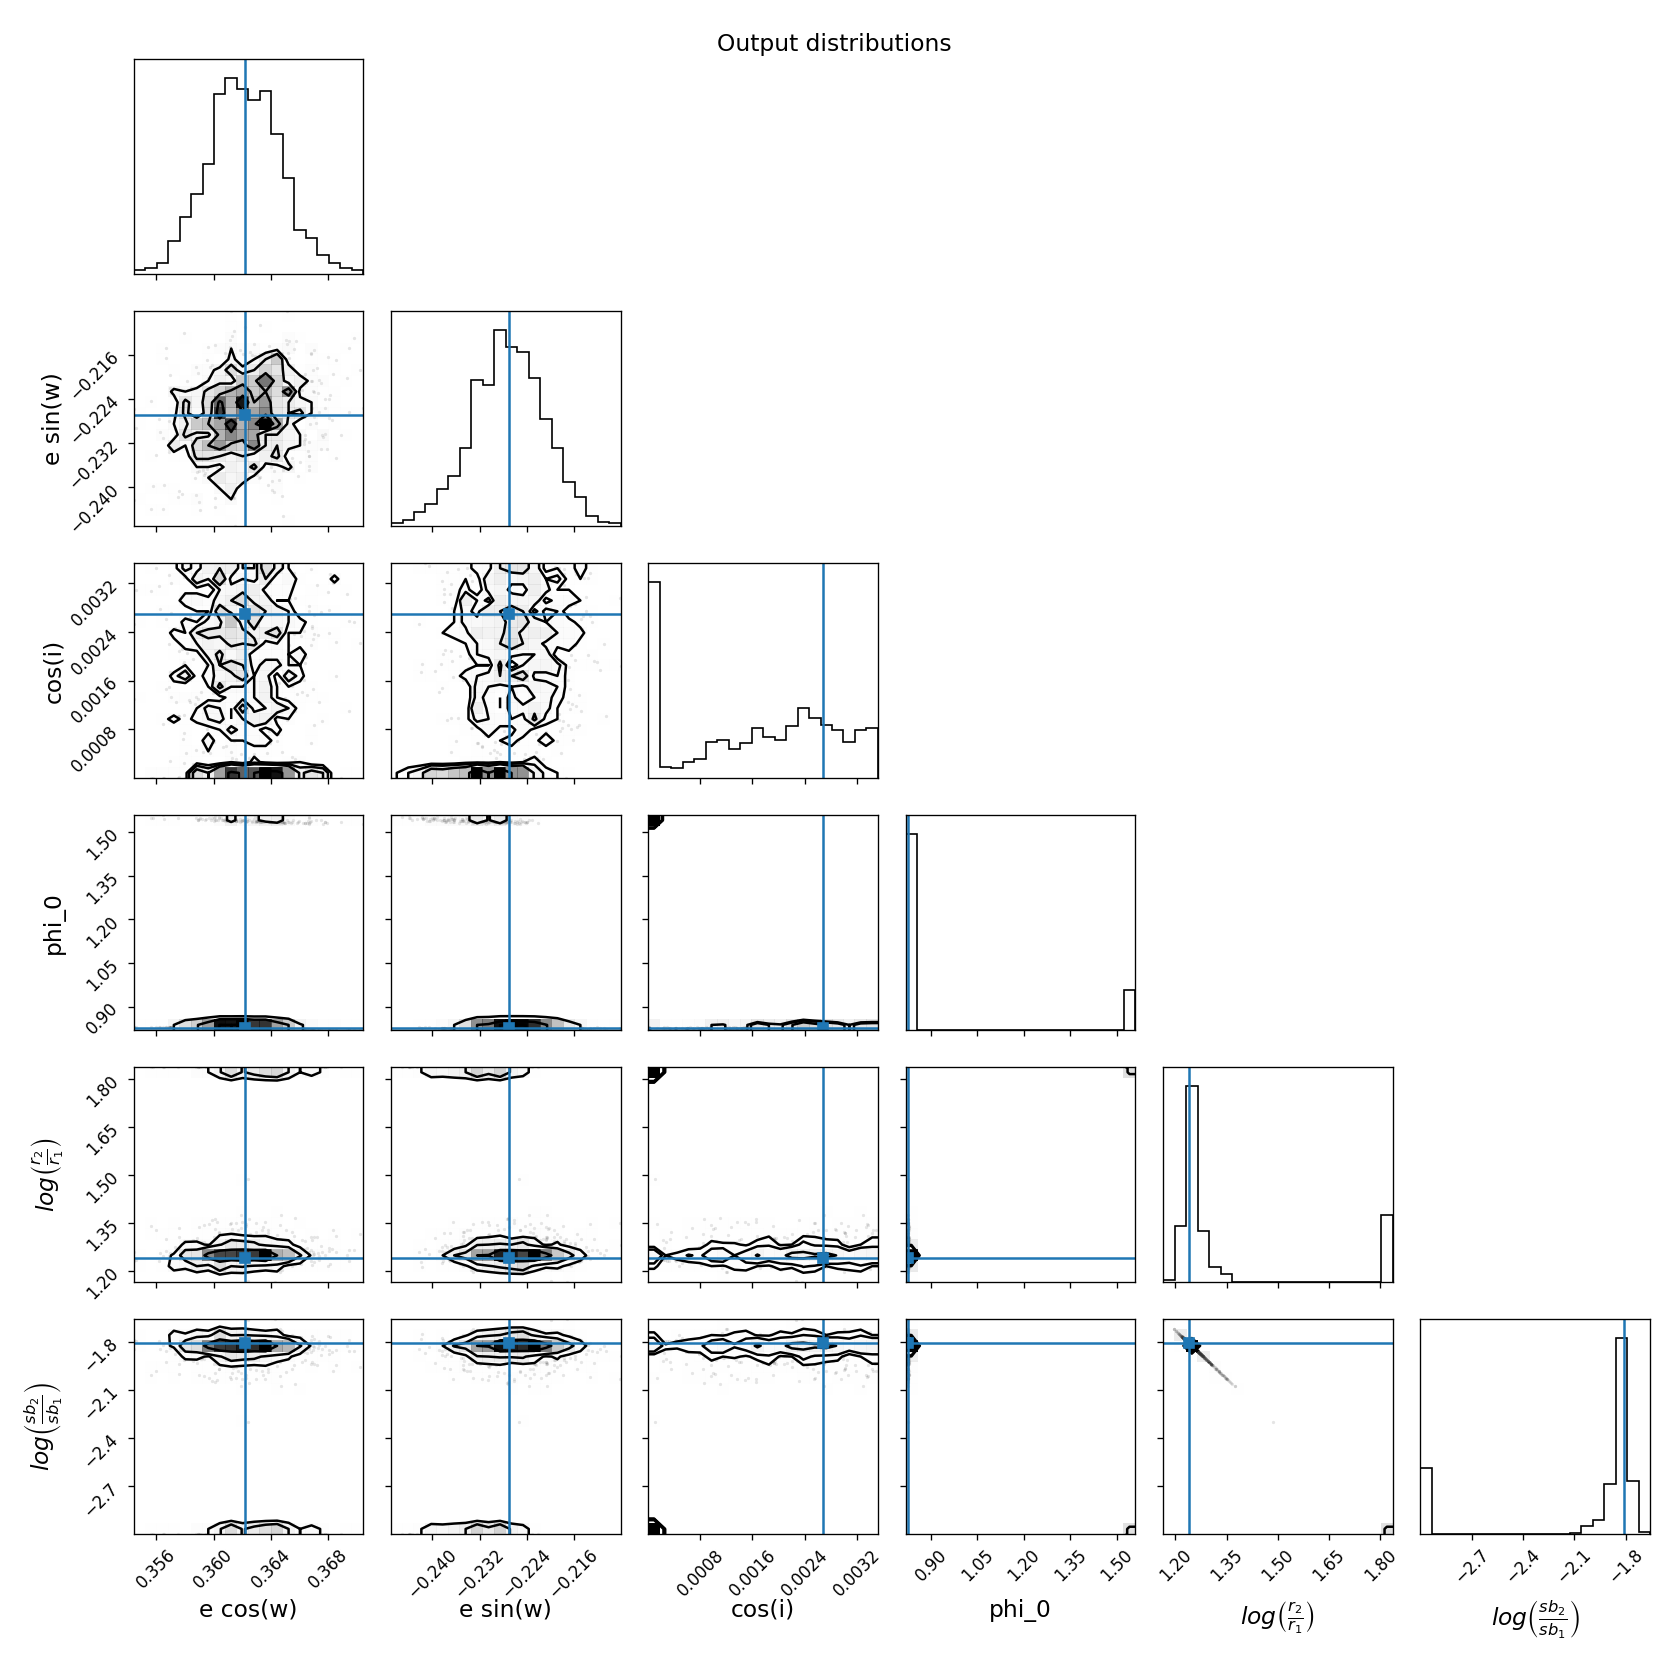 Output distributions
e sin(w)
−0.216
−0.224
−0.232
−0.240
cos(i)
0.0032
0.0024
0.0016
0.0008
phi_0
1.50
1.35
1.20
1.05
0.90
log(r₂/r₁)
1.80
1.65
1.50
1.35
1.20
log(sb₂/sb₁)
−1.8
−2.1
−2.4
−2.7
0.356 0.360 0.364 0.368 −0.240 −0.232 −0.224 −0.216 0.0008 0.0016 0.0024 0.0032 0.90 1.05 1.20 1.35 1.50 1.20 1.35 1.50 1.65 1.80 −2.7 −2.4 −2.1 −1.8
e cos(w) e sin(w) cos(i) phi_0 log(r₂/r₁) log(sb₂/sb₁)